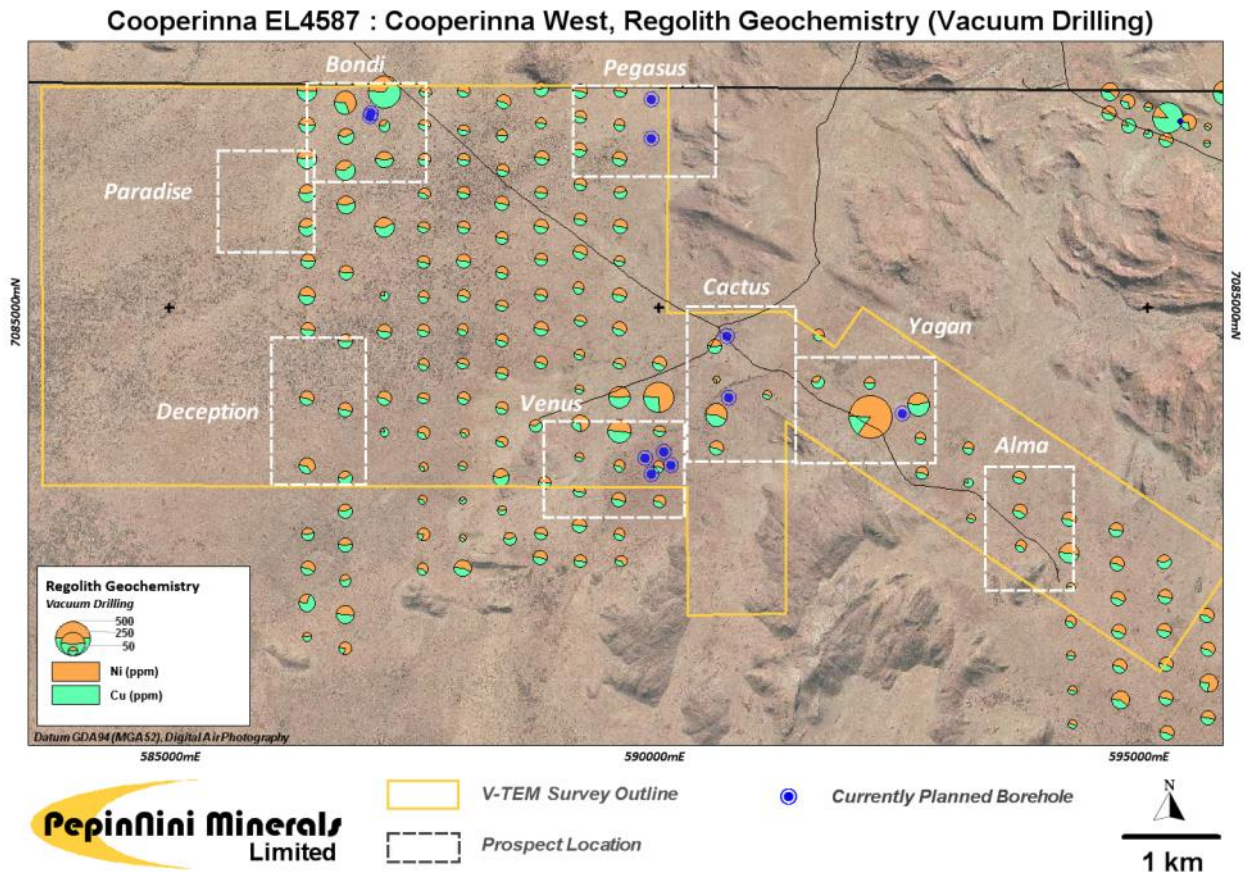 Cooperinna EL4587 : Cooperinna West, Regolith Geochemistry (Vacuum Drilling)
Bondi
Pegasus
Paradise
Cactus
7085000mN
7085000mN
Yagan
Deception
Venus
Alma
Regolith Geochemistry
Vacuum Drilling
500
250
50
Ni (ppm)
Cu (ppm)
Datum GDA94 (MGA52), Digital Air Photography
585000mE
590000mE
595000mE
PepinNini Minerals
Limited
V-TEM Survey Outline
Currently Planned Borehole
Prospect Location
N
1 km